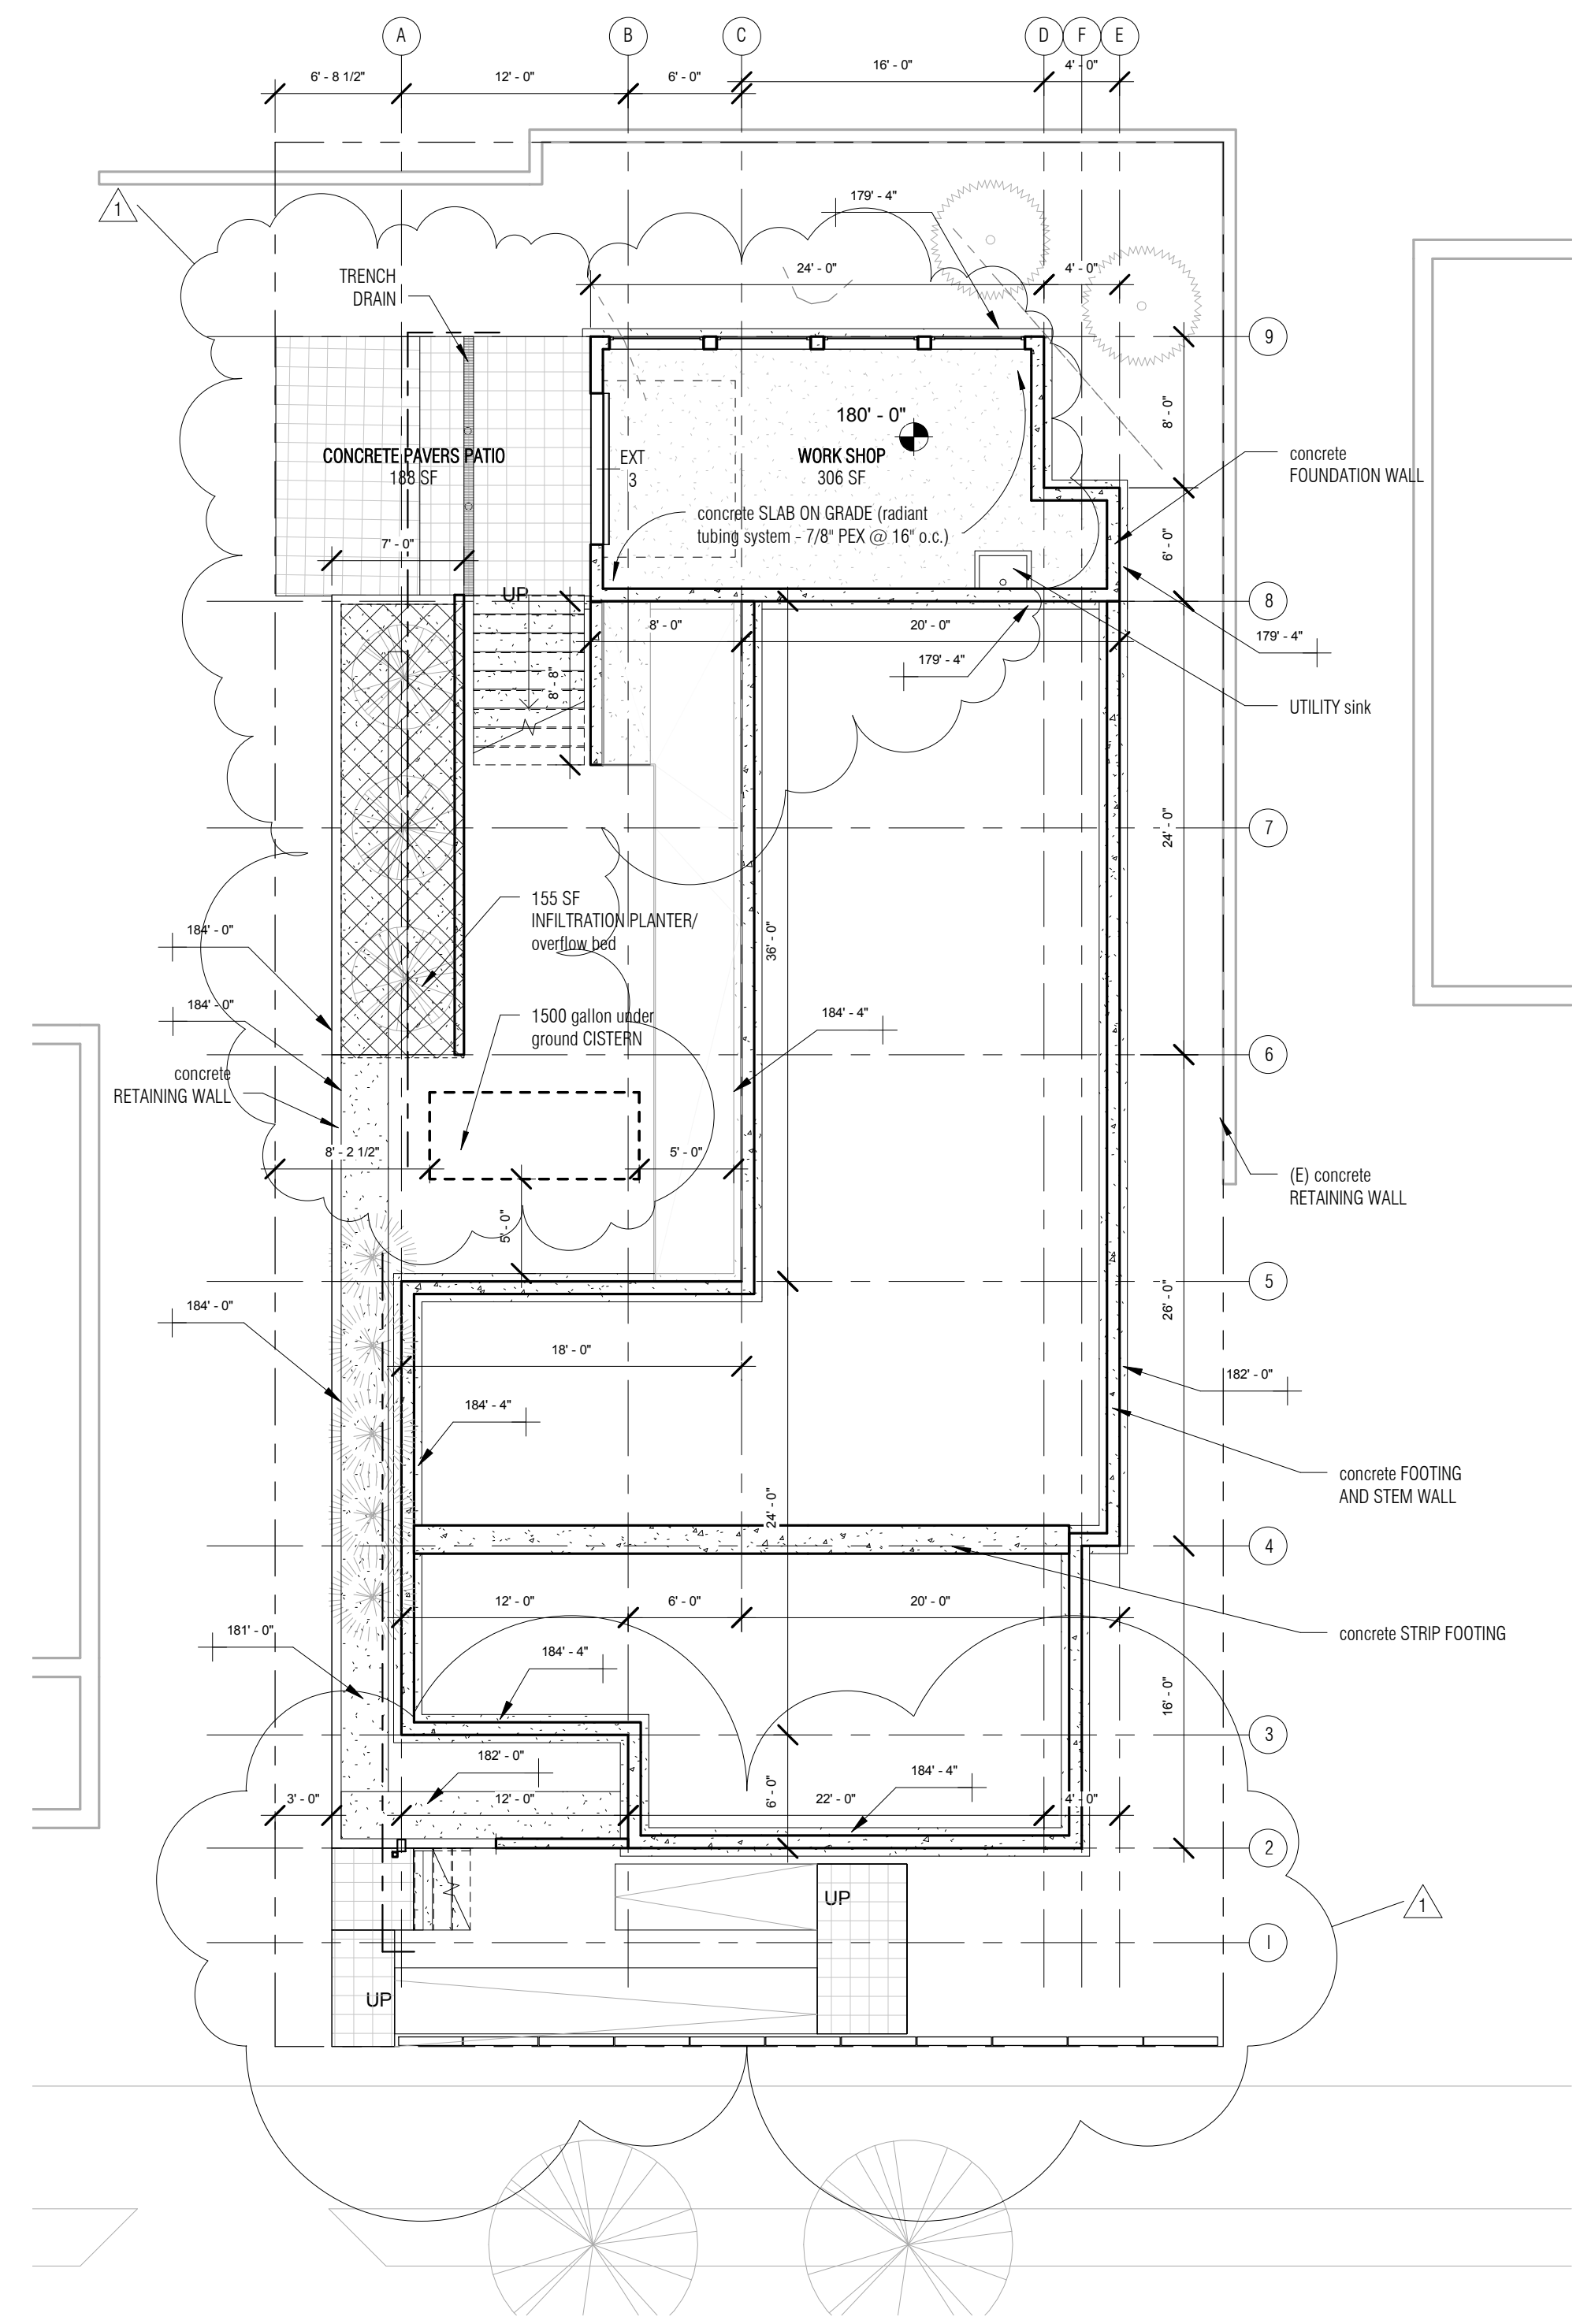 A
B
C
D
F
E
6' - 8 1/2"
12' - 0"
6' - 0"
16' - 0"
4' - 0"
1
179' - 4"
24' - 0"
4' - 0"
TRENCH
DRAIN
9
8' - 0"
180' - 0"
CONCRETE PAVERS PATIO
188 SF
EXT
3
WORK SHOP
306 SF
concrete
FOUNDATION WALL
concrete SLAB ON GRADE (radiant
tubing system - 7/8" PEX @ 16" o.c.)
7' - 0"
6' - 0"
UP
8
8' - 0"
20' - 0"
179' - 4"
179' - 4"
8' - 8"
UTILITY sink
7
24' - 0"
155 SF
INFILTRATION PLANTER/
overflow bed
184' - 0"
36' - 0"
184' - 0"
1500 gallon under
ground CISTERN
184' - 4"
6
concrete
RETAINING WALL
8' - 2 1/2"
5' - 0"
(E) concrete
RETAINING WALL
5' - 0"
5
26' - 0"
184' - 0"
18' - 0"
182' - 0"
184' - 4"
concrete FOOTING
AND STEM WALL
24' - 0"
4
12' - 0"
6' - 0"
20' - 0"
181' - 0"
concrete STRIP FOOTING
184' - 4"
16' - 0"
3
182' - 0"
184' - 4"
6' - 0"
3' - 0"
12' - 0"
22' - 0"
4' - 0"
2
UP
1
I
UP